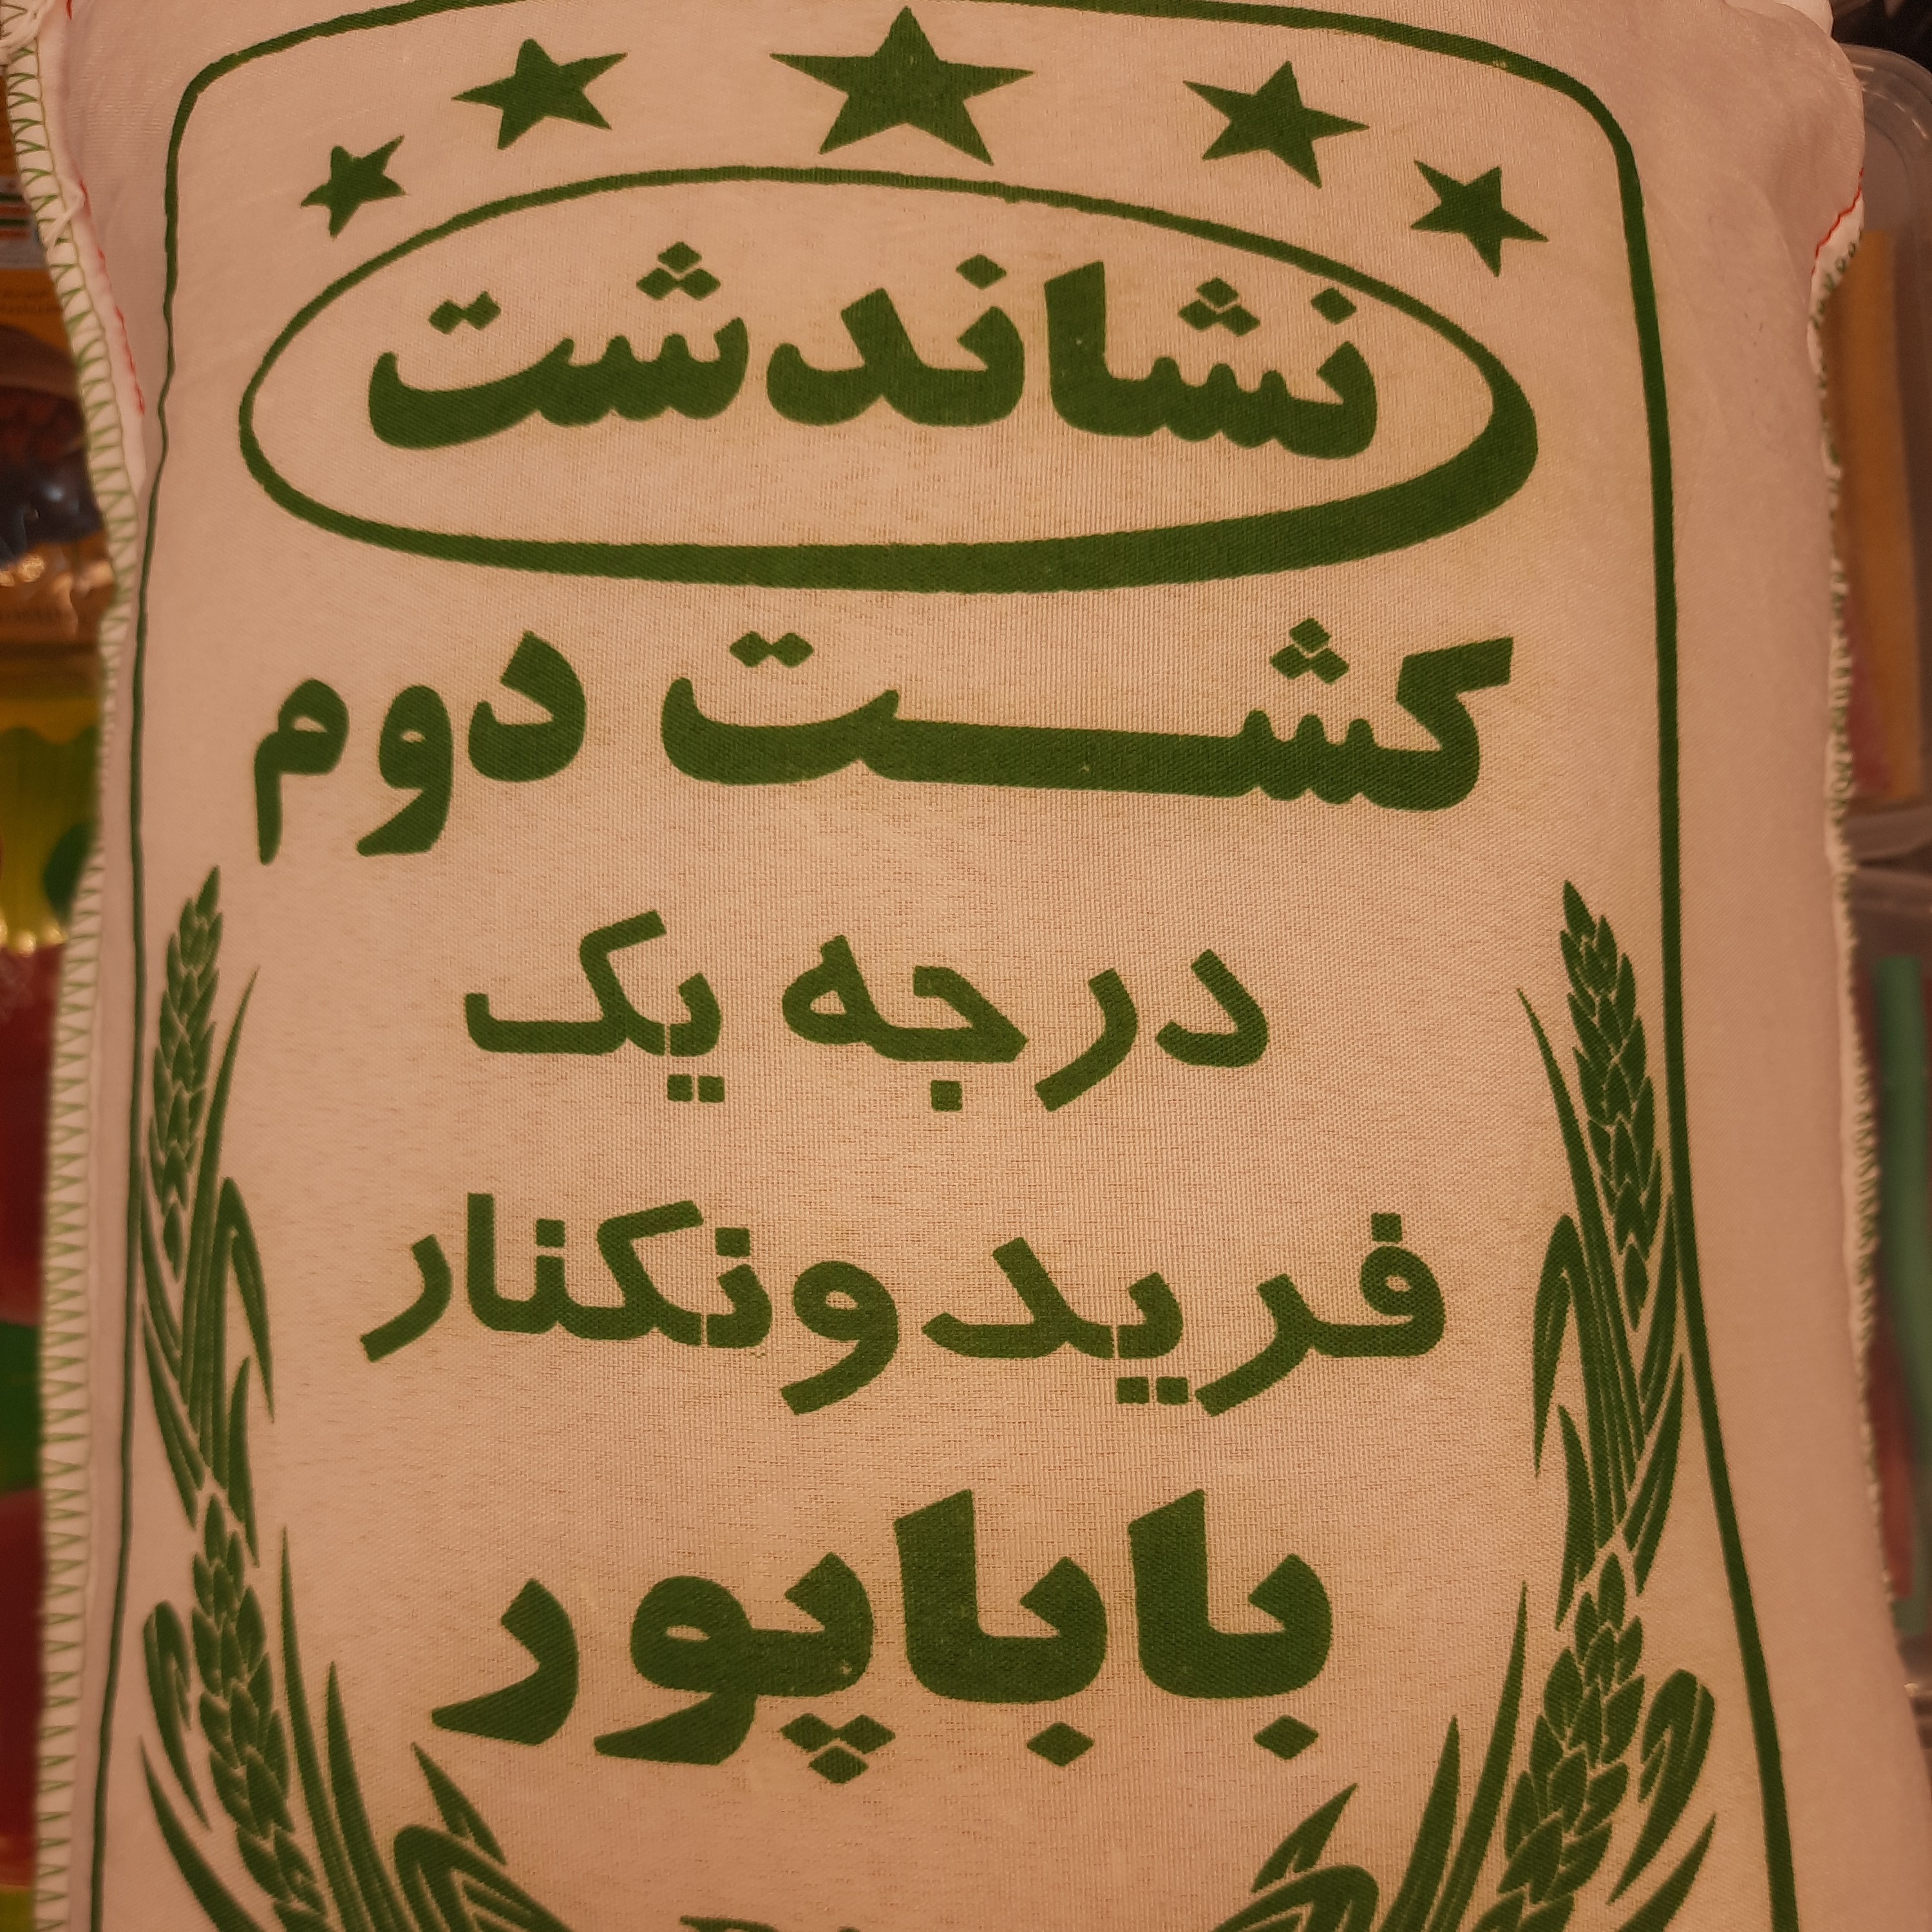 نشاندشت
کشت دوم
درجه یک
فریدونکنار
باباپور